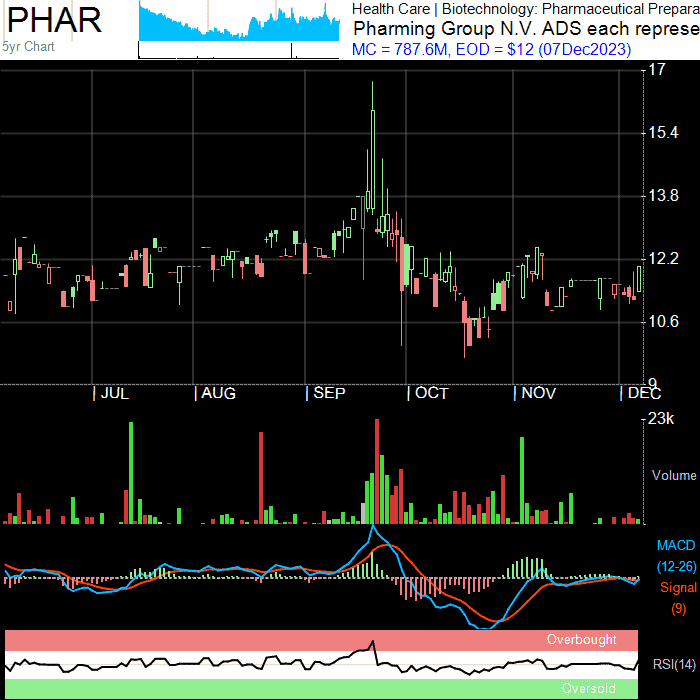 PHAR
5yr Chart
Health Care | Biotechnology: Pharmaceutical Prepara
Pharming Group N.V. ADS each represe
MC = 787.6M, EOD = $12 (07Dec2023)
17
15.4
13.8
12.2
10.6
9
| JUL | AUG | SEP | OCT | NOV | DEC
23k
Volume
MACD
(12-26)
Signal
(9)
Overbought
RSI(14)
Oversold